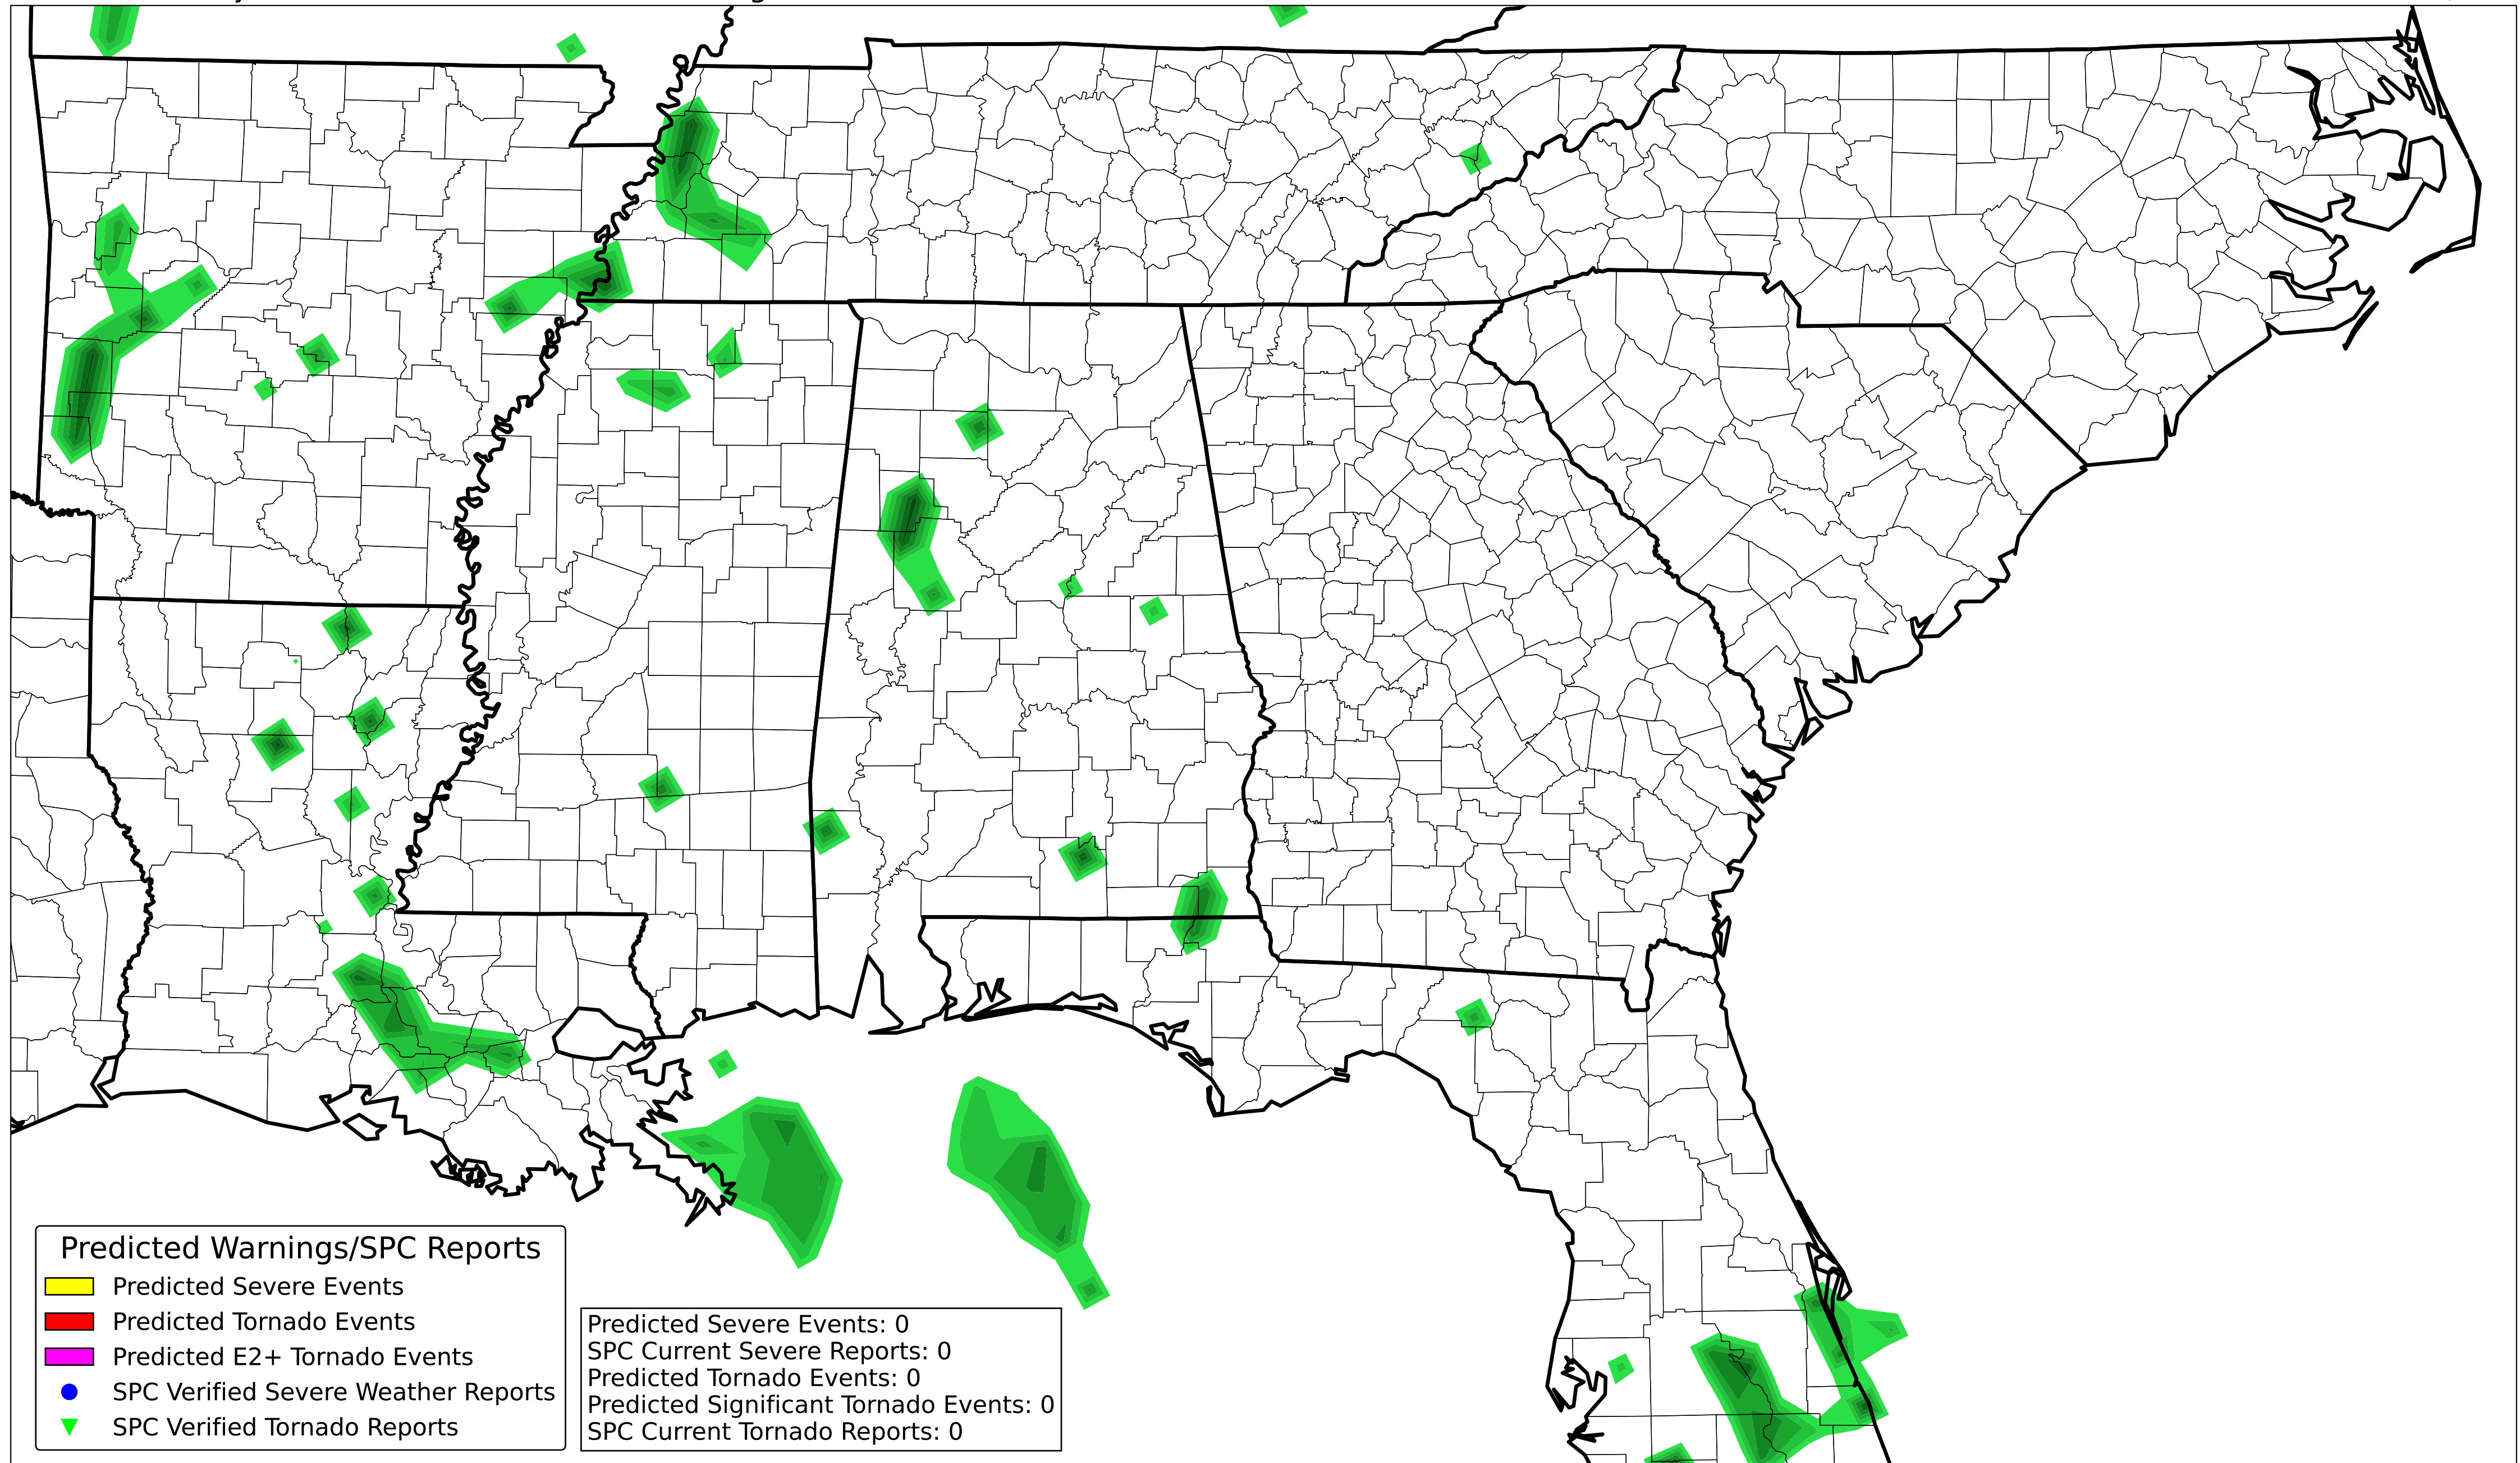 Predicted Warnings/SPC Reports
Predicted Severe Events
Predicted Tornado Events
Predicted E2+ Tornado Events
SPC Verified Severe Weather Reports
SPC Verified Tornado Reports
Predicted Severe Events: 0
SPC Current Severe Reports: 0
Predicted Tornado Events: 0
Predicted Significant Tornado Events: 0
SPC Current Tornado Reports: 0